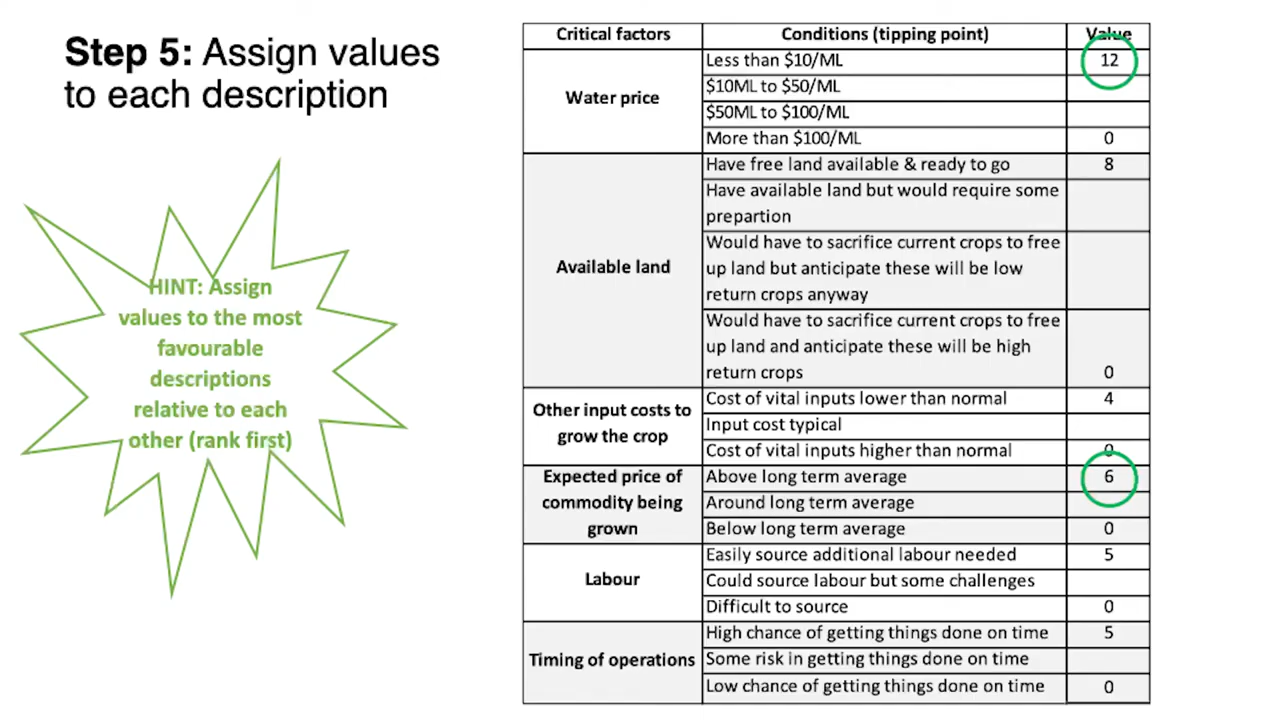 Step 5: Assign values
to each description
HINT: Assign
values to the most
favourable
descriptions
relative to each
other (rank first)
Critical factors Conditions (tipping point) Value
Water price
Less than $10/ML 12
$10ML to $50/ML
$50ML to $100/ML
More than $100/ML 0
Available land
Have free land available & ready to go 8
Have available land but would require some
prepartion
Would have to sacrifice current crops to free
up land but anticipate these will be low
return crops anyway
Would have to sacrifice current crops to free
up land and anticipate these will be high
return crops 0
Other input costs to
grow the crop
Cost of vital inputs lower than normal 4
Input cost typical
Cost of vital inputs higher than normal 0
Expected price of
commodity being
grown
Above long term average 6
Around long term average
Below long term average 0
Labour
Easily source additional labour needed 5
Could source labour but some challenges
Difficult to source 0
Timing of operations
High chance of getting things done on time 5
Some risk in getting things done on time
Low chance of getting things done on time 0